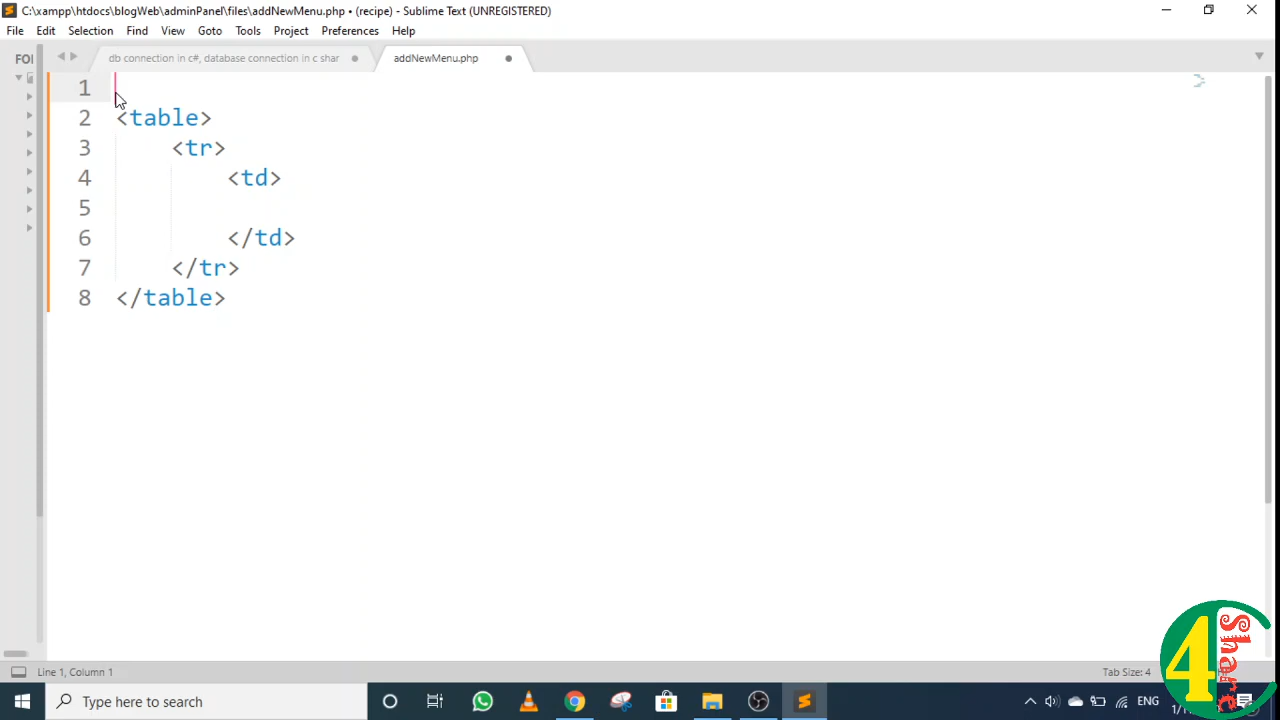 C:\xampp\htdocs\blogWeb\adminPanel\files\addNewMenu.php • (recipe) - Sublime Text (UNREGISTERED)
File Edit Selection Find View Goto Tools Project Preferences Help
FOI
db connection in c#, database connection in c shar
addNewMenu.php
1
2 <table>
3 <tr>
4 <td>
5
6 </td>
7 </tr>
8 </table>
Line 1, Column 1
Tab Size: 4
4
Share
Type here to search
ENG